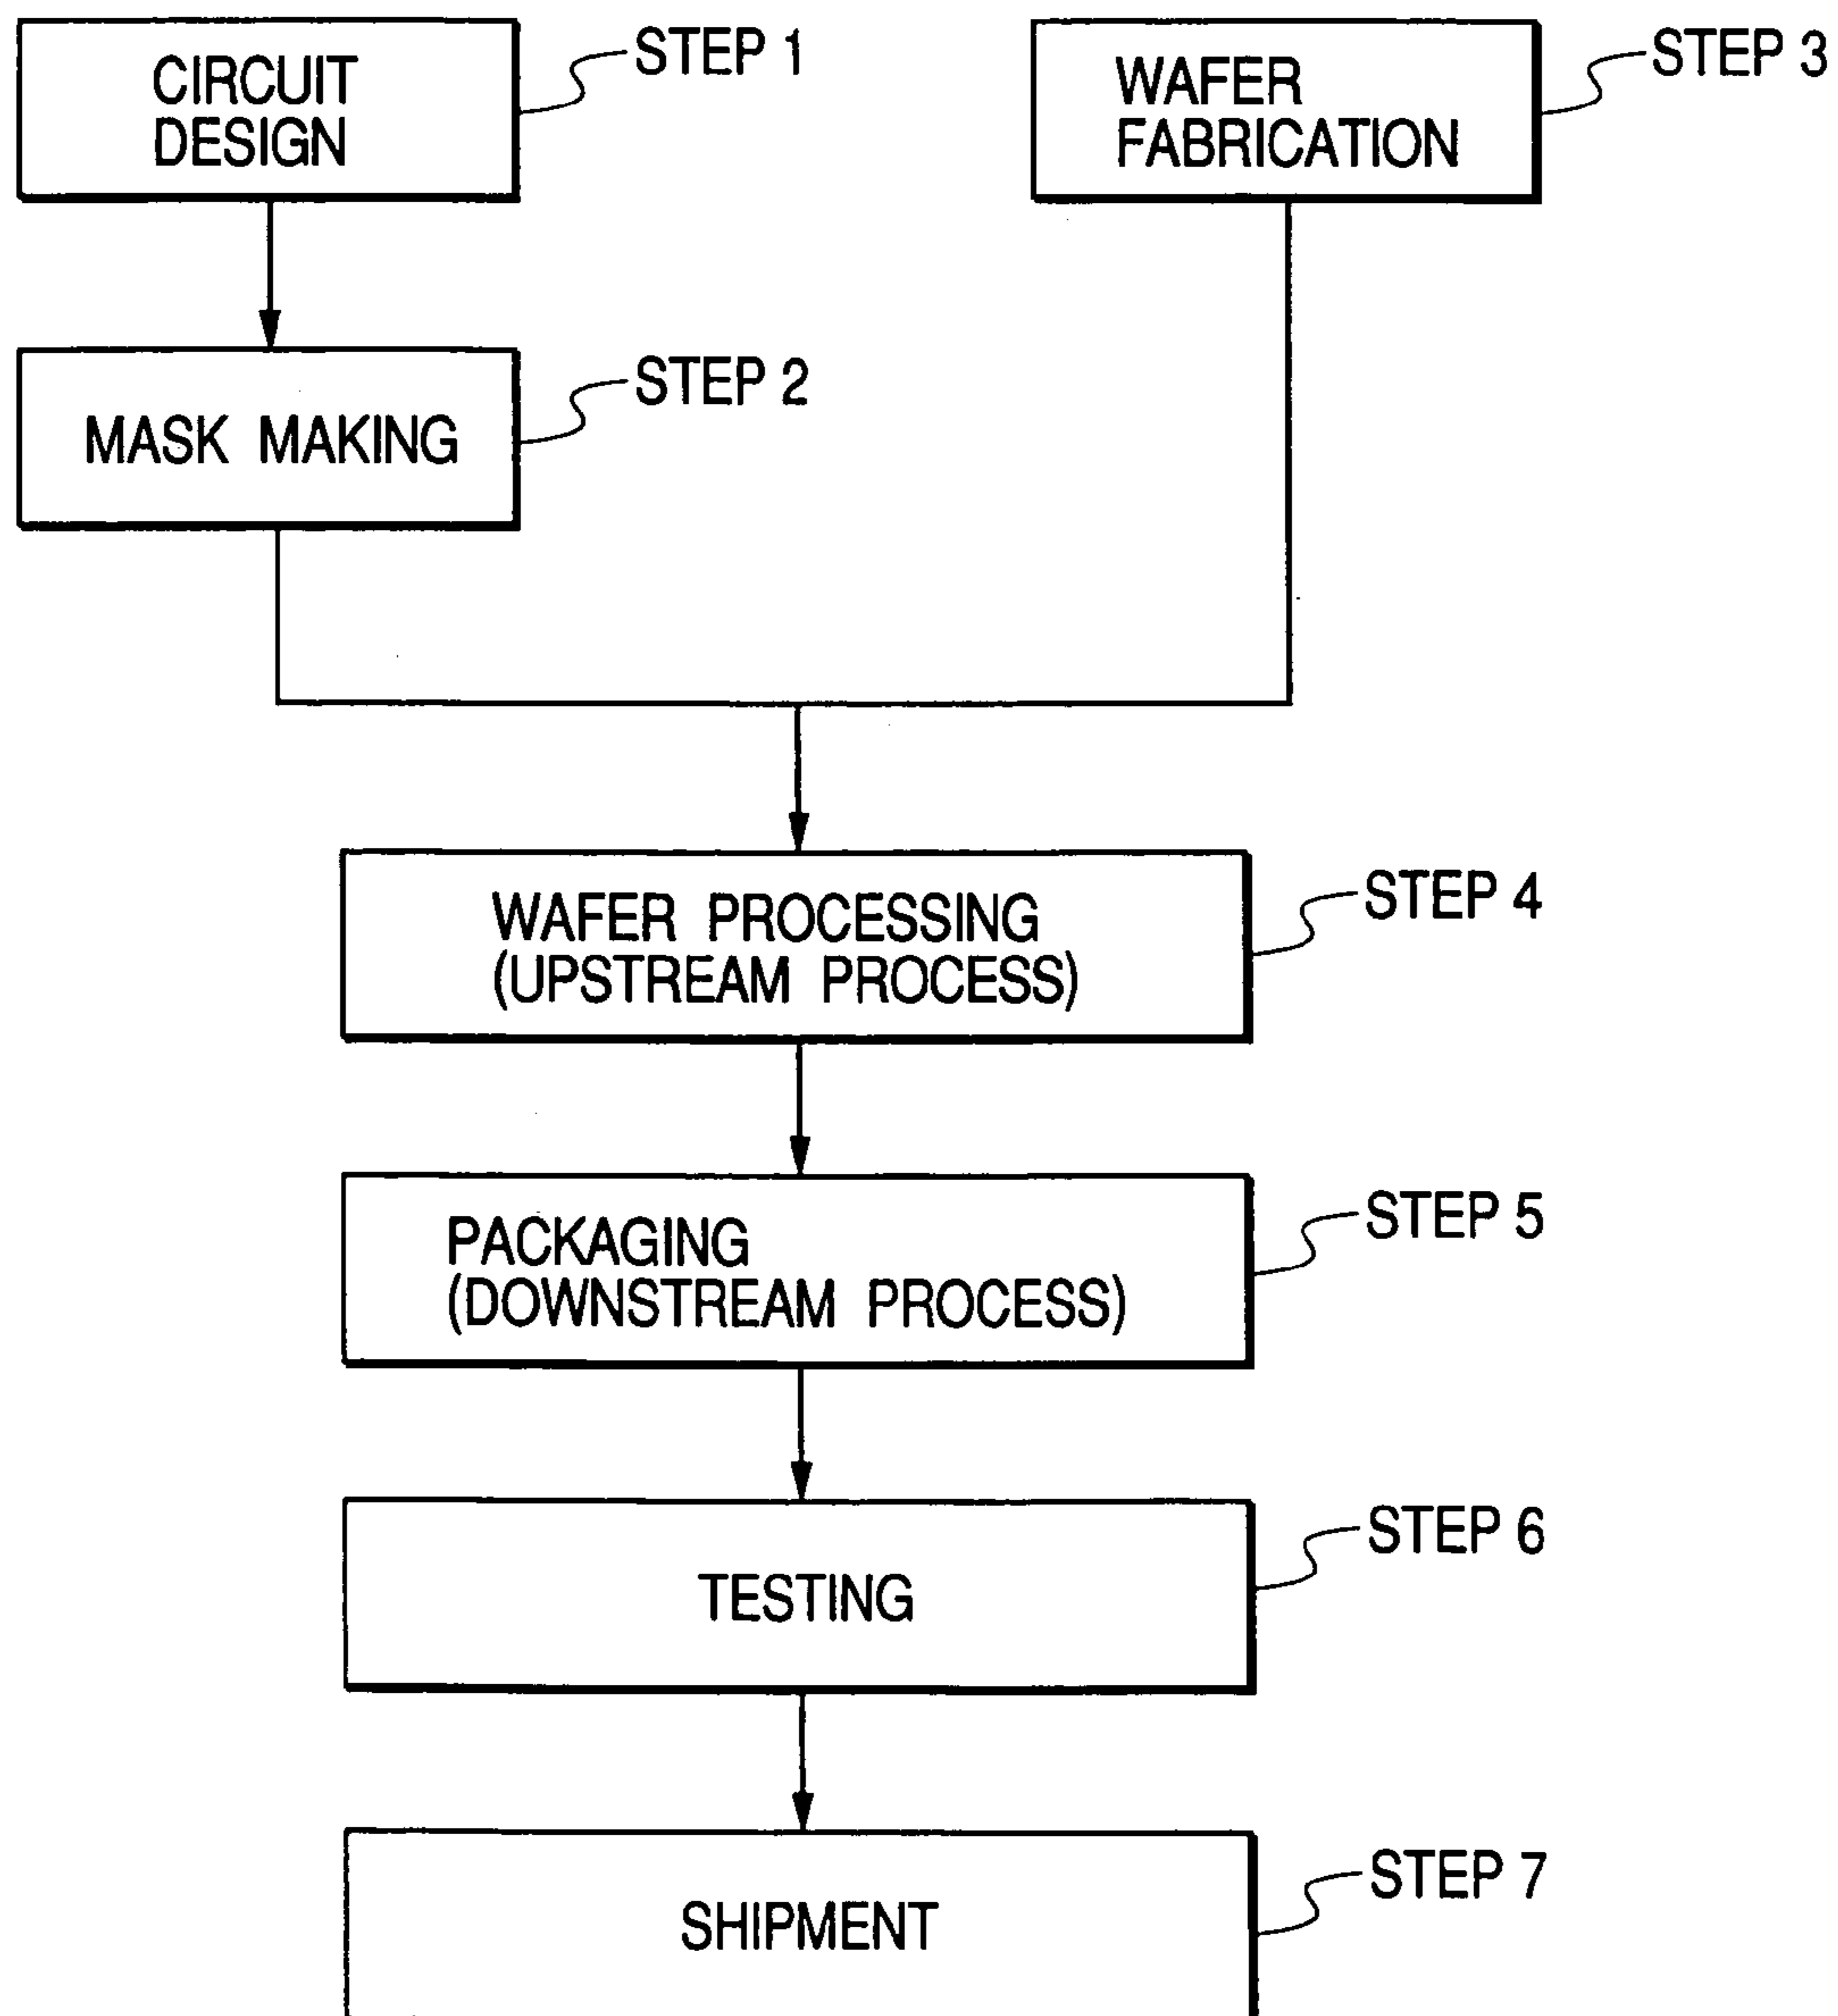 CIRCUIT
DESIGN
STEP 1
WAFER
FABRICATION
STEP 3
MASK MAKING
STEP 2
WAFER PROCESSING
(UPSTREAM PROCESS)
STEP 4
PACKAGING
(DOWNSTREAM PROCESS)
STEP 5
TESTING
STEP 6
SHIPMENT
STEP 7